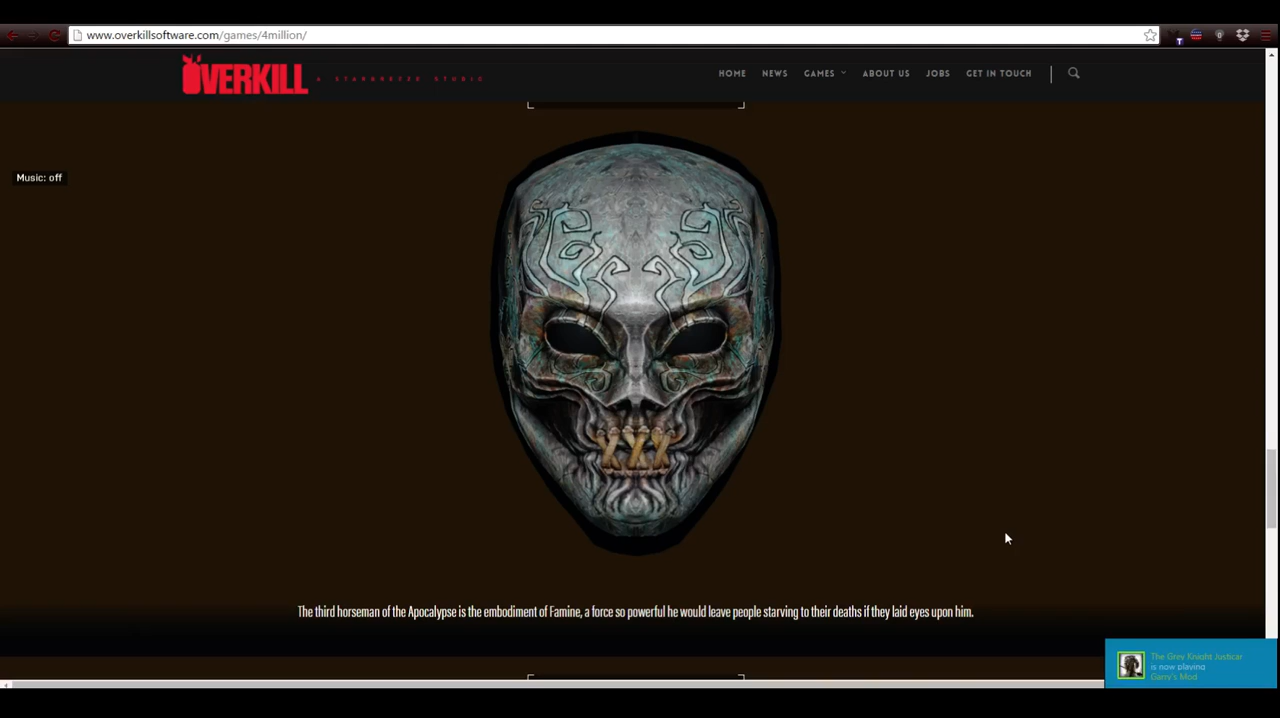 www.overkillsoftware.com/games/4million/
OVERKILL A STARBREEZE STUDIO
HOME NEWS GAMES ABOUT US JOBS GET IN TOUCH
Music: off
The third horseman of the Apocalypse is the embodiment of Famine, a force so powerful he would leave people starving to their deaths if they laid eyes upon him.
The Grey Knight Justicar
is now playing
Garry's Mod